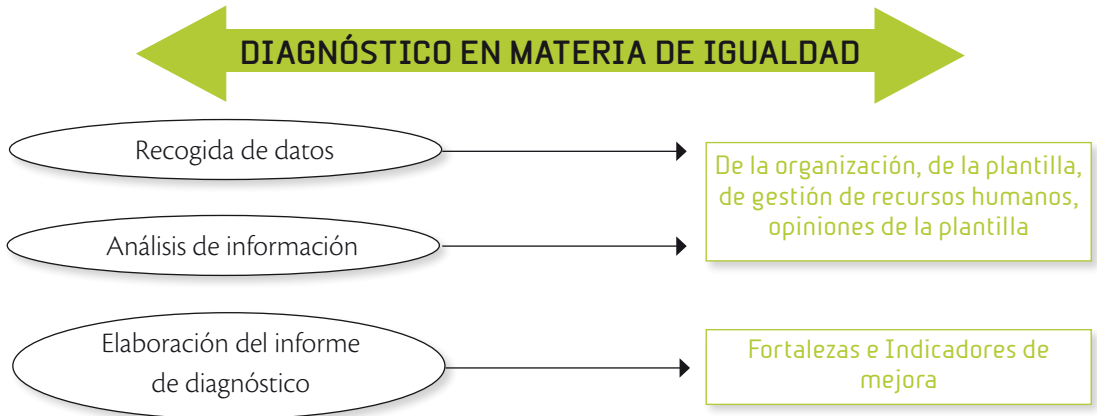 DIAGNÓSTICO EN MATERIA DE IGUALDAD
Recogida de datos
De la organización, de la plantilla,
de gestión de recursos humanos,
opiniones de la plantilla
Análisis de información
Elaboración del informe
de diagnóstico
Fortalezas e Indicadores de
mejora